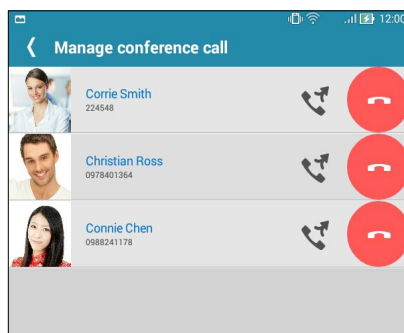 12:00
Manage conference call
Corrie Smith
224548
Christian Ross
0978401364
Connie Chen
0988241178